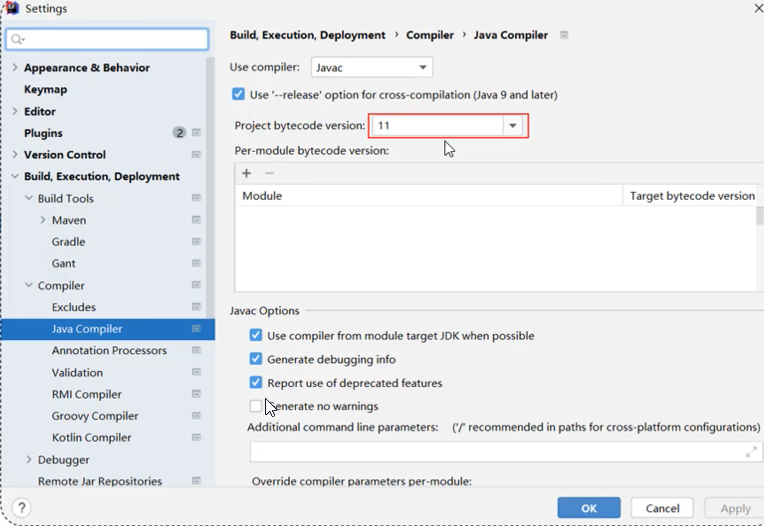 Settings
Appearance & Behavior
Keymap
Editor
Plugins 2
Version Control
Build, Execution, Deployment
Build Tools
Maven
Gradle
Gant
Compiler
Excludes
Java Compiler
Annotation Processors
Validation
RMI Compiler
Groovy Compiler
Kotlin Compiler
Debugger
Remote Jar Repositories
Build, Execution, Deployment › Compiler › Java Compiler
Use compiler: Javac
Use '--release' option for cross-compilation (Java 9 and later)
Project bytecode version: 11
Per-module bytecode version:
+ −
Module Target bytecode version
Javac Options
Use compiler from module target JDK when possible
Generate debugging info
Report use of deprecated features
Generate no warnings
Additional command line parameters: ('/' recommended in paths for cross-platform configurations)
Override compiler parameters per-module:
? OK Cancel Apply